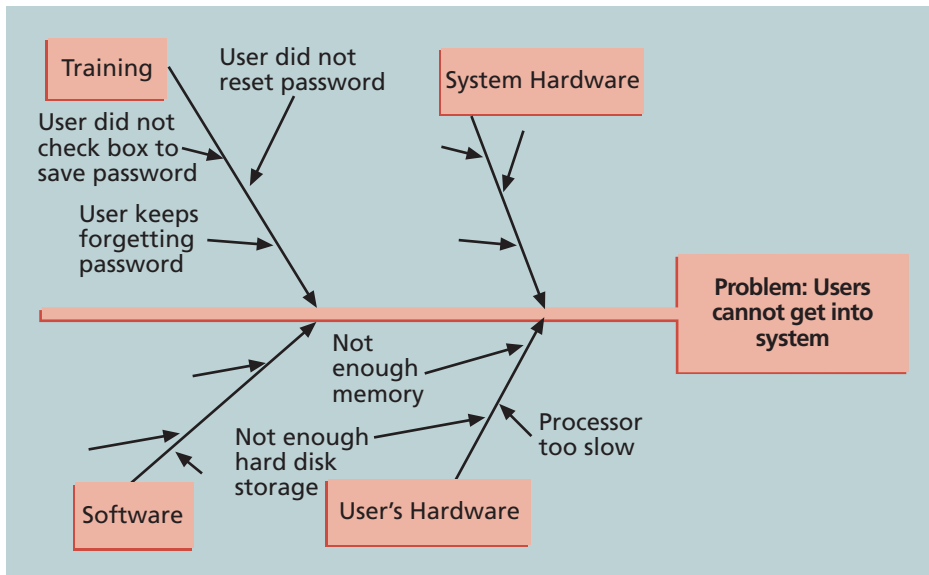 Training
User did not
reset password
System Hardware
User did not
check box to
save password
User keeps
forgetting
password
Problem: Users
cannot get into
system
Not
enough
memory
Not enough
hard disk
storage
Processor
too slow
Software
User's Hardware